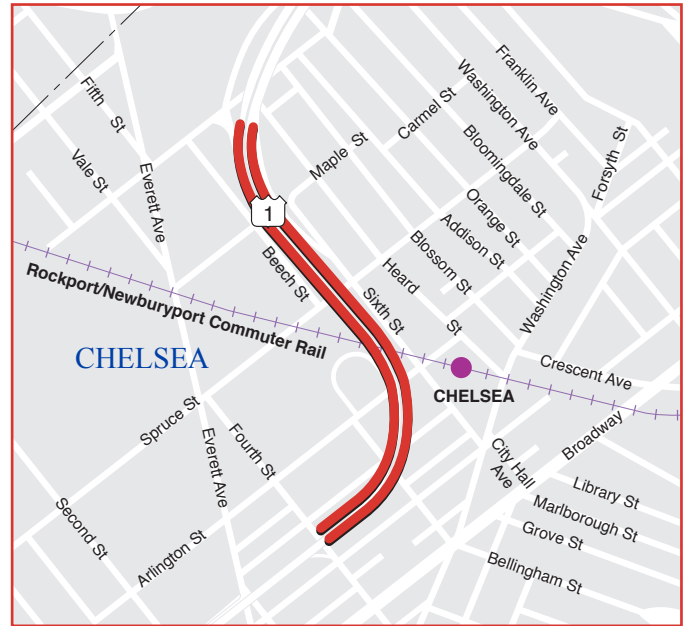 Franklin Ave
Washington Ave
Fifth St
Carmel St
Maple St
Forsyth St
Bloomingdale St
Vale St
Everett Ave
Orange St
Addison St
1
Blossom St
Beech St
Heard St
Sixth St
Washington Ave
Rockport/Newburyport Commuter Rail
CHELSEA
CHELSEA
Crescent Ave
Spruce St
Everett Ave
Fourth St
Broadway
City Hall
Ave
Library St
Marlborough St
Grove St
Bellingham St
Second St
Arlington St